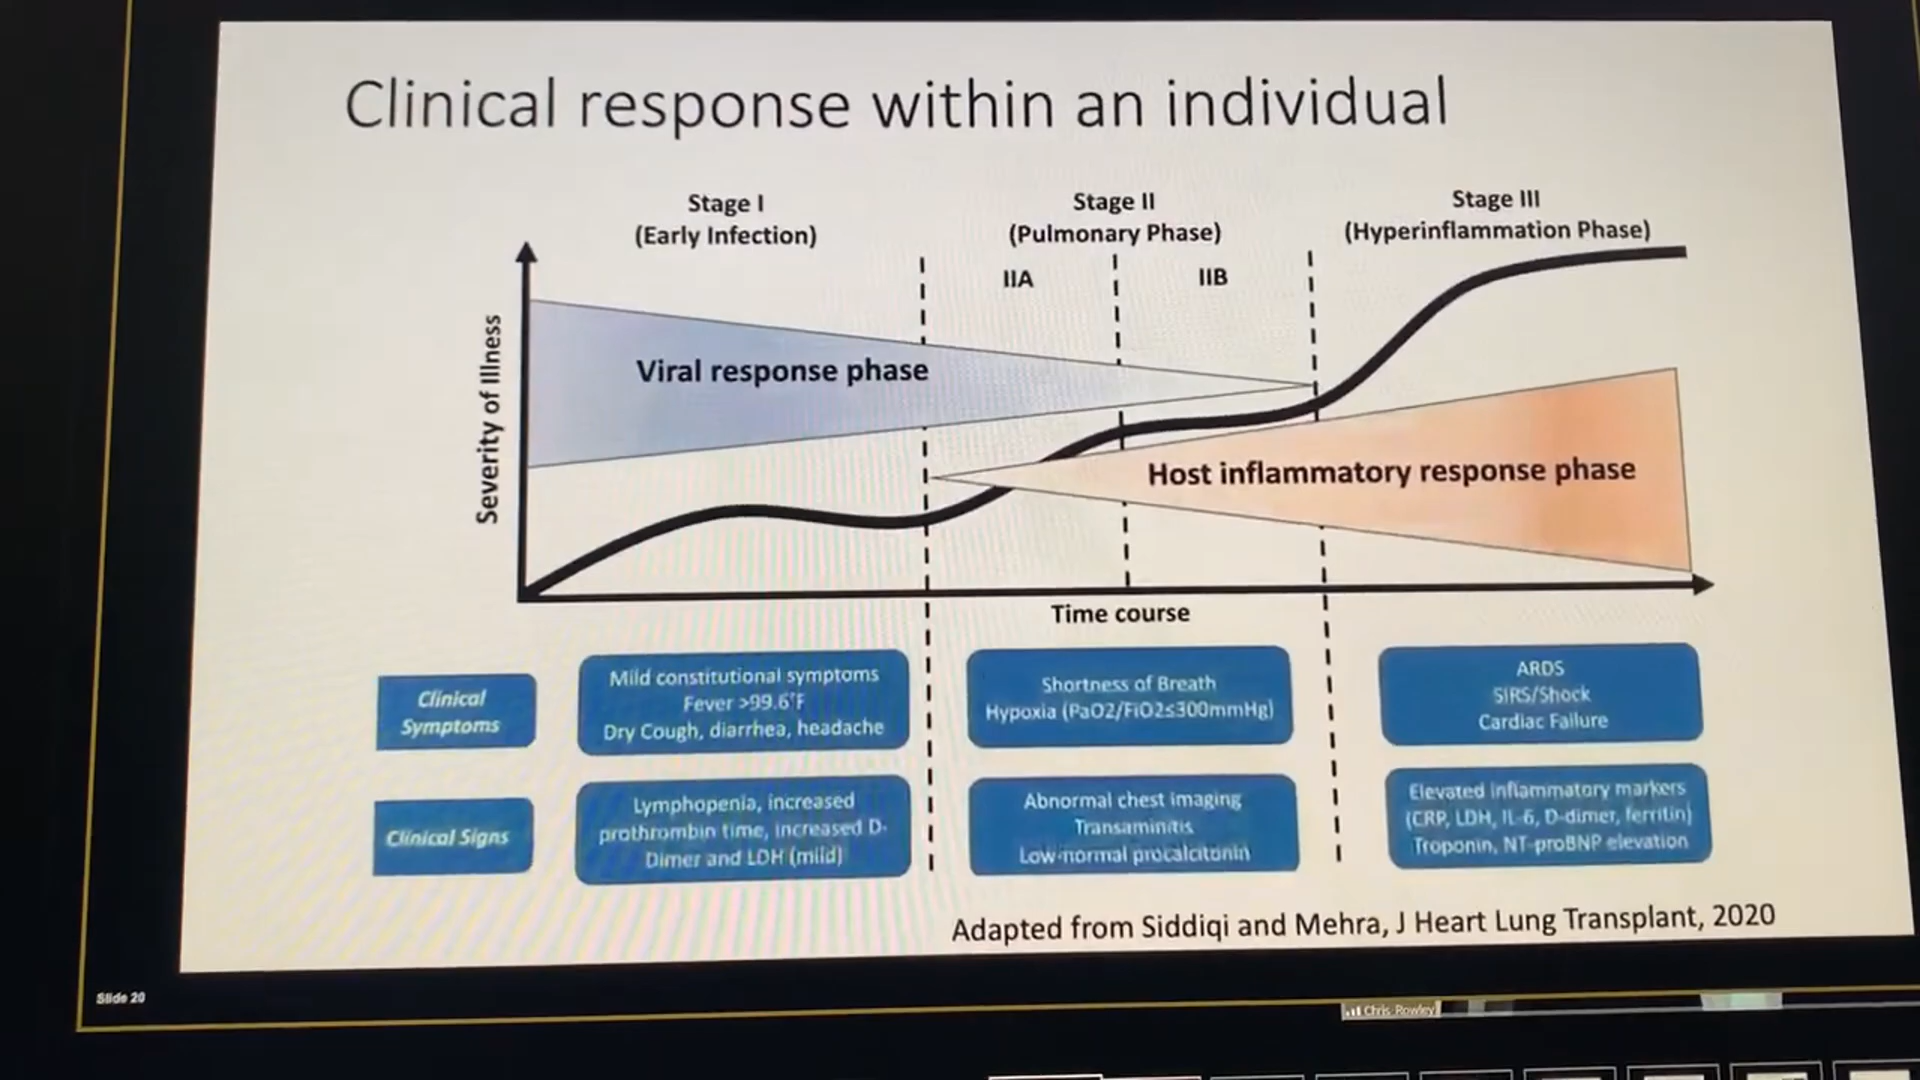 Clinical response within an individual
Stage I
(Early Infection)
Stage II
(Pulmonary Phase)
Stage III
(Hyperinflammation Phase)
IIA
IIB
Severity of Illness
Viral response phase
Host inflammatory response phase
Time course
Clinical
Symptoms
Mild constitutional symptoms
Fever >99.6°F
Dry Cough, diarrhea, headache
Shortness of Breath
Hypoxia (PaO2/FiO2≤300mmHg)
ARDS
SIRS/Shock
Cardiac Failure
Clinical Signs
Lymphopenia, increased
prothrombin time, increased D-
Dimer and LDH (mild)
Abnormal chest imaging
Transaminitis
Low-normal procalcitonin
Elevated inflammatory markers
(CRP, LDH, IL-6, D-dimer, ferritin)
Troponin, NT-proBNP elevation
Adapted from Siddiqi and Mehra, J Heart Lung Transplant, 2020
Slide 20
Chris Rowley